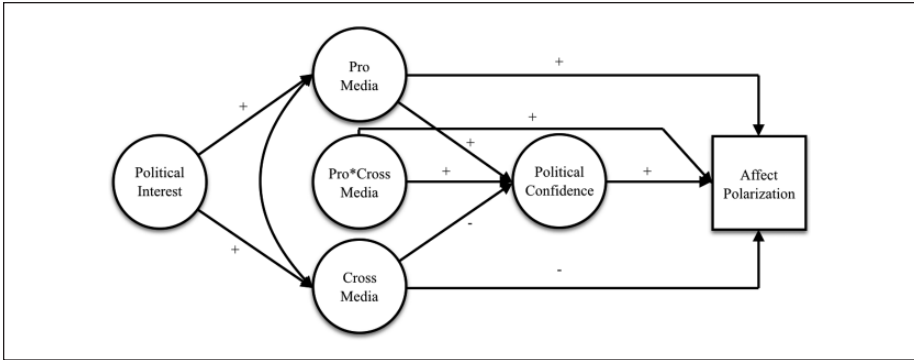 Pro
Media
+
+
+
+
Political
Interest
Pro*Cross
Media
+
Political
Confidence
+
Affect
Polarization
-
+
Cross
Media
-